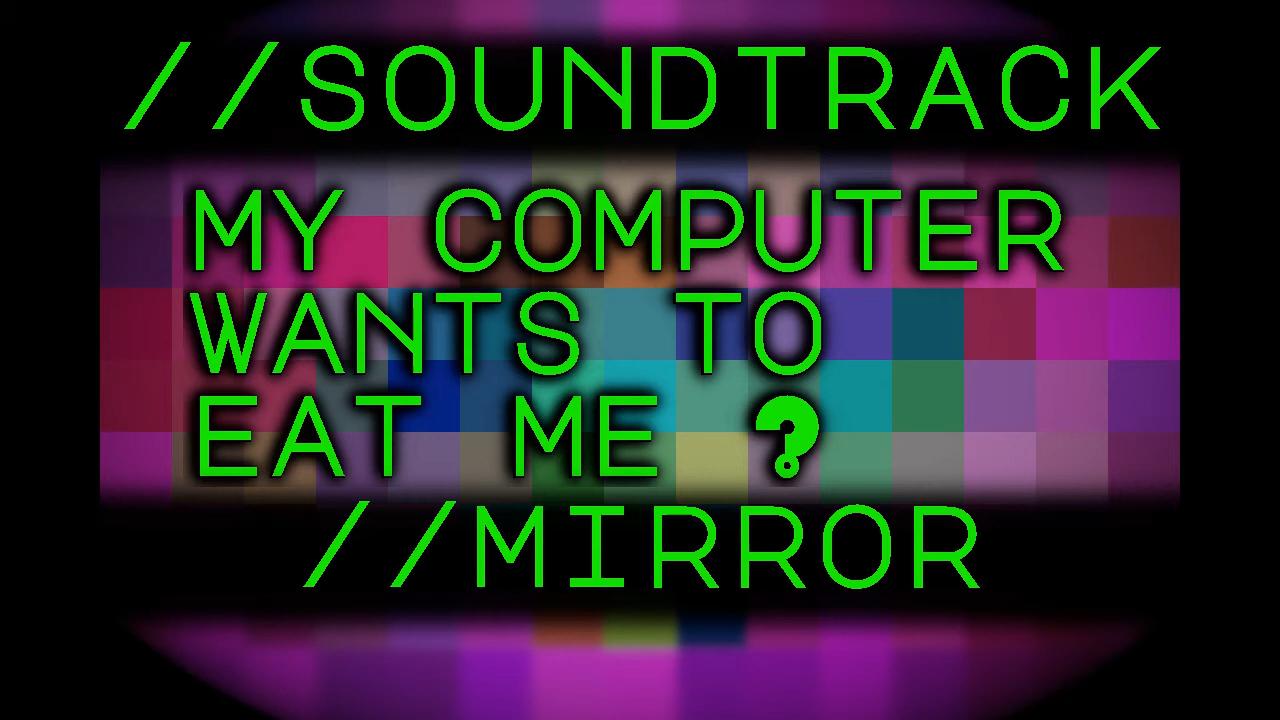 //SOUNDTRACK
MY COMPUTER
WANTS TO
EAT ME ?
//MIRROR